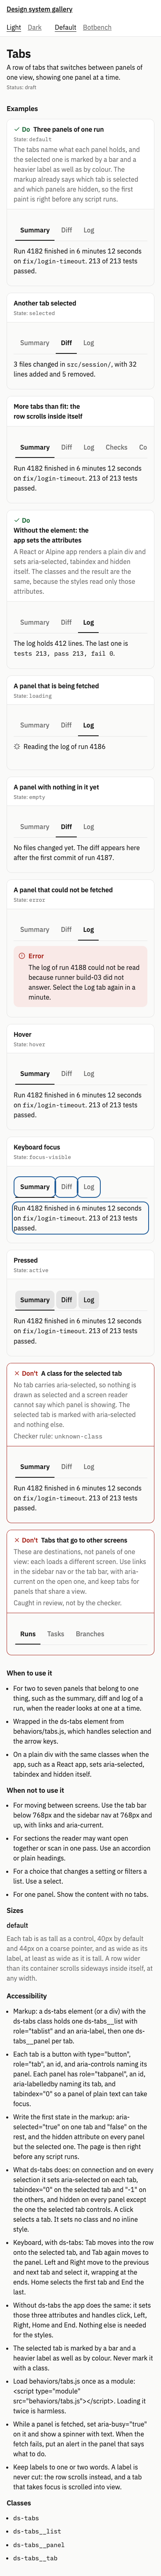 Design system gallery
Light Dark Default Botbench
Tabs
A row of tabs that switches between panels of
one view, showing one panel at a time.
Status: draft
Examples
✓ Do Three panels of one run
State: default
The tabs name what each panel holds, and
the selected one is marked by a bar and a
heavier label as well as by colour. The
markup already says which tab is selected
and which panels are hidden, so the first
paint is right before any script runs.
Summary Diff Log
Run 4182 finished in 6 minutes 12 seconds
on fix/login-timeout. 213 of 213 tests
passed.
Another tab selected
State: selected
Summary Diff Log
3 files changed in src/session/, with 32
lines added and 5 removed.
More tabs than fit: the
row scrolls inside itself
Summary Diff Log Checks Co
Run 4182 finished in 6 minutes 12 seconds
on fix/login-timeout. 213 of 213 tests
passed.
✓ Do
Without the element: the
app sets the attributes
A React or Alpine app renders a plain div and
sets aria-selected, tabindex and hidden
itself. The classes and the result are the
same, because the styles read only those
attributes.
Summary Diff Log
The log holds 412 lines. The last one is
tests 213, pass 213, fail 0.
A panel that is being fetched
State: loading
Summary Diff Log
Reading the log of run 4186
A panel with nothing in it yet
State: empty
Summary Diff Log
No files changed yet. The diff appears here
after the first commit of run 4187.
A panel that could not be fetched
State: error
Summary Diff Log
Error
The log of run 4188 could not be read
because runner build-03 did not
answer. Select the Log tab again in a
minute.
Hover
State: hover
Summary Diff Log
Run 4182 finished in 6 minutes 12 seconds
on fix/login-timeout. 213 of 213 tests
passed.
Keyboard focus
State: focus-visible
Summary Diff Log
Run 4182 finished in 6 minutes 12 seconds
on fix/login-timeout. 213 of 213 tests
passed.
Pressed
State: active
Summary Diff Log
Run 4182 finished in 6 minutes 12 seconds
on fix/login-timeout. 213 of 213 tests
passed.
✕ Don't A class for the selected tab
No tab carries aria-selected, so nothing is
drawn as selected and a screen reader
cannot say which panel is showing. The
selected tab is marked with aria-selected
and nothing else.
Checker rule: unknown-class
Summary Diff Log
Run 4182 finished in 6 minutes 12 seconds
on fix/login-timeout. 213 of 213 tests
passed.
✕ Don't Tabs that go to other screens
These are destinations, not panels of one
view: each loads a different screen. Use links
in the sidebar nav or the tab bar, with aria-
current on the open one, and keep tabs for
panels that share a view.
Caught in review, not by the checker.
Runs Tasks Branches
When to use it
• For two to seven panels that belong to one
thing, such as the summary, diff and log of a
run, when the reader looks at one at a time.
• Wrapped in the ds-tabs element from
behaviors/tabs.js, which handles selection and
the arrow keys.
• On a plain div with the same classes when the
app, such as a React app, sets aria-selected,
tabindex and hidden itself.
When not to use it
• For moving between screens. Use the tab bar
below 768px and the sidebar nav at 768px and
up, with links and aria-current.
• For sections the reader may want open
together or scan in one pass. Use an accordion
or plain headings.
• For a choice that changes a setting or filters a
list. Use a select.
• For one panel. Show the content with no tabs.
Sizes
default
Each tab is as tall as a control, 40px by default
and 44px on a coarse pointer, and as wide as its
label, at least as wide as it is tall. A row wider
than its container scrolls sideways inside itself, at
any width.
Accessibility
• Markup: a ds-tabs element (or a div) with the
ds-tabs class holds one ds-tabs__list with
role="tablist" and an aria-label, then one ds-
tabs__panel per tab.
• Each tab is a button with type="button",
role="tab", an id, and aria-controls naming its
panel. Each panel has role="tabpanel", an id,
aria-labelledby naming its tab, and
tabindex="0" so a panel of plain text can take
focus.
• Write the first state in the markup: aria-
selected="true" on one tab and "false" on the
rest, and the hidden attribute on every panel
but the selected one. The page is then right
before any script runs.
• What ds-tabs does: on connection and on every
selection it sets aria-selected on each tab,
tabindex="0" on the selected tab and "-1" on
the others, and hidden on every panel except
the one the selected tab controls. A click
selects a tab. It sets no class and no inline
style.
• Keyboard, with ds-tabs: Tab moves into the row
onto the selected tab, and Tab again moves to
the panel. Left and Right move to the previous
and next tab and select it, wrapping at the
ends. Home selects the first tab and End the
last.
• Without ds-tabs the app does the same: it sets
those three attributes and handles click, Left,
Right, Home and End. Nothing else is needed
for the styles.
• The selected tab is marked by a bar and a
heavier label as well as by colour. Never mark it
with a class.
• Load behaviors/tabs.js once as a module:
<script type="module"
src="behaviors/tabs.js"></script>. Loading it
twice is harmless.
• While a panel is fetched, set aria-busy="true"
on it and show a spinner with text. When the
fetch fails, put an alert in the panel that says
what to do.
• Keep labels to one or two words. A label is
never cut: the row scrolls instead, and a tab
that takes focus is scrolled into view.
Classes
• ds-tabs
• ds-tabs__list
• ds-tabs__panel
• ds-tabs__tab